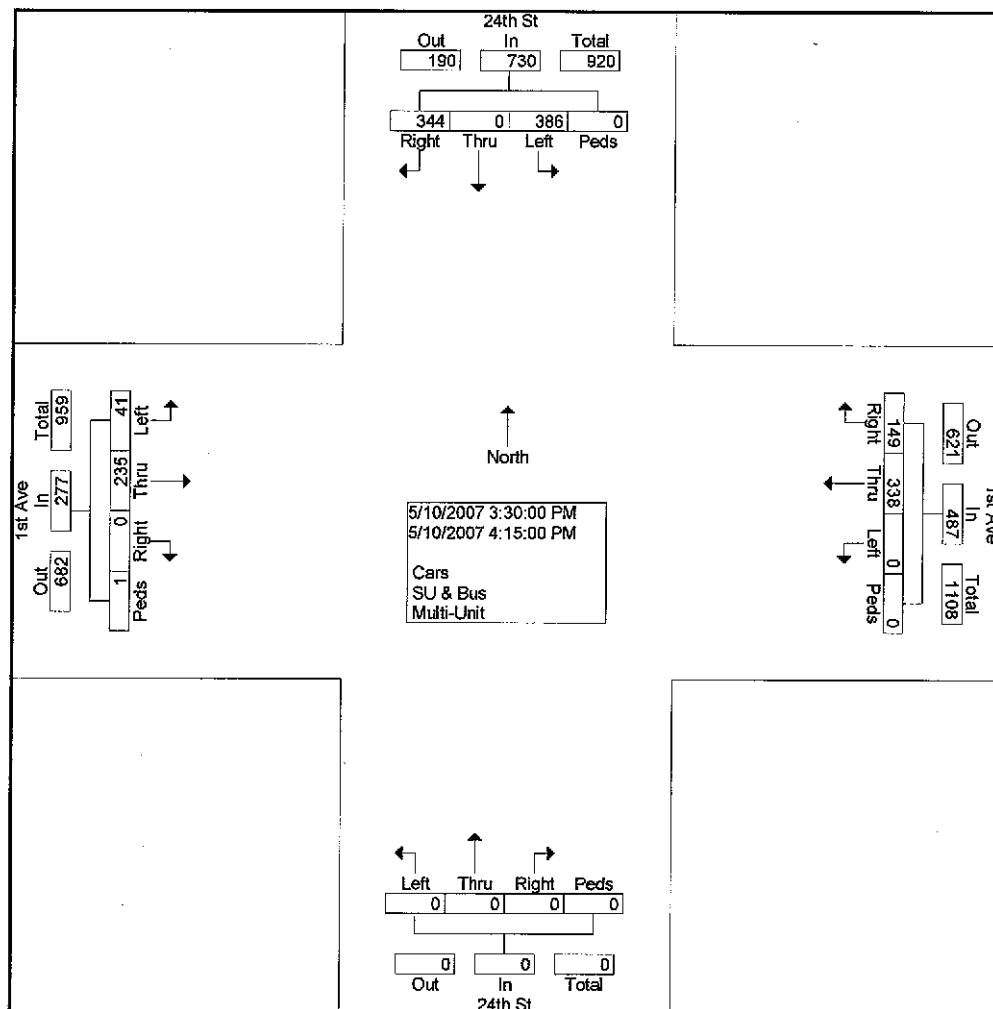 24th St
Out In Total
190 730 920
344 0 386 0
Right Thru Left Peds
1st Ave
Total In Out
959 277 682
41 235 0 1
Left Thru Right Peds
North
5/10/2007 3:30:00 PM
5/10/2007 4:15:00 PM
Cars
SU & Bus
Multi-Unit
Right Thru Left Peds
149 338 0 0
Out In Total
621 487 1108
1st Ave
Left Thru Right Peds
0 0 0 0
0 0 0
Out In Total
24th St